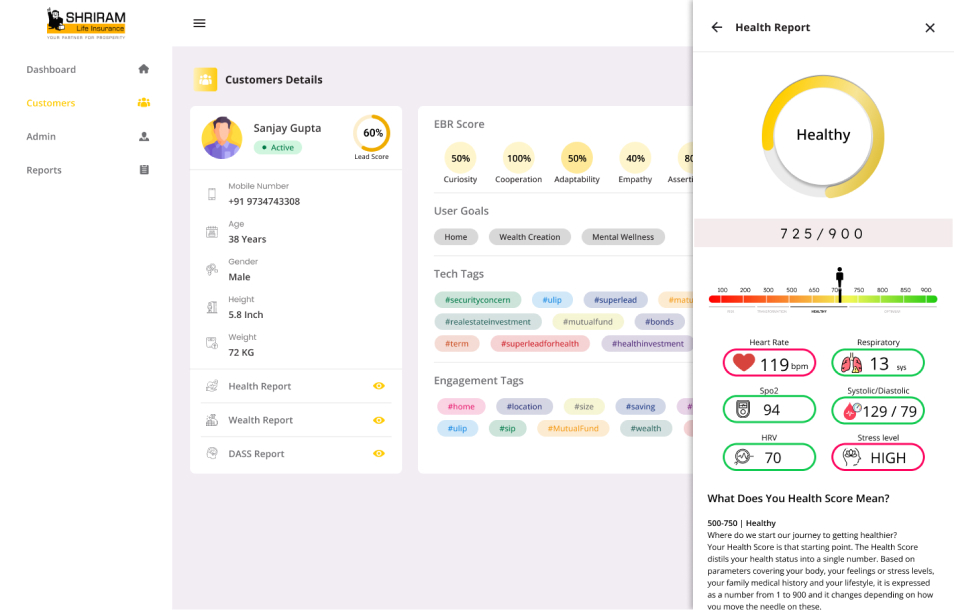 SHRIRAM
Life Insurance
YOUR PARTNER FOR PROSPERITY
Dashboard
Customers
Admin
Reports
Customers Details
Sanjay Gupta
Active
60%
Lead Score
Mobile Number
+91 9734743308
Age
38 Years
Gender
Male
Height
5.8 Inch
Weight
72 KG
Health Report
Wealth Report
DASS Report
EBR Score
50% 100% 50% 40% 80
Curiosity Cooperation Adaptability Empathy Asserti
User Goals
Home Wealth Creation Mental Wellness
Tech Tags
#securityconcern #ulip #superlead #matu
#realestateinvestment #mutualfund #bonds
#term #superleadforhealth #healthinvestment
Engagement Tags
#home #location #size #saving #
#ulip #sip #MutualFund #wealth
Health Report
Healthy
725/900
100 200 500 500 650 70 750 800 850 900
HEALTHY
Heart Rate Respiratory
119 bpm 13 sys
Spo2 Systolic/Diastolic
94 129 / 79
HRV Stress level
70 HIGH
What Does You Health Score Mean?
500-750 | Healthy
Where do we start our journey to getting healthier?
Your Health Score is that starting point. The Health Score
distils your health status into a single number. Based on
parameters covering your body, your feelings or stress levels,
your family medical history and your lifestyle, it is expressed
as a number from 1 to 900 and it changes depending on how
you move the needle on these.